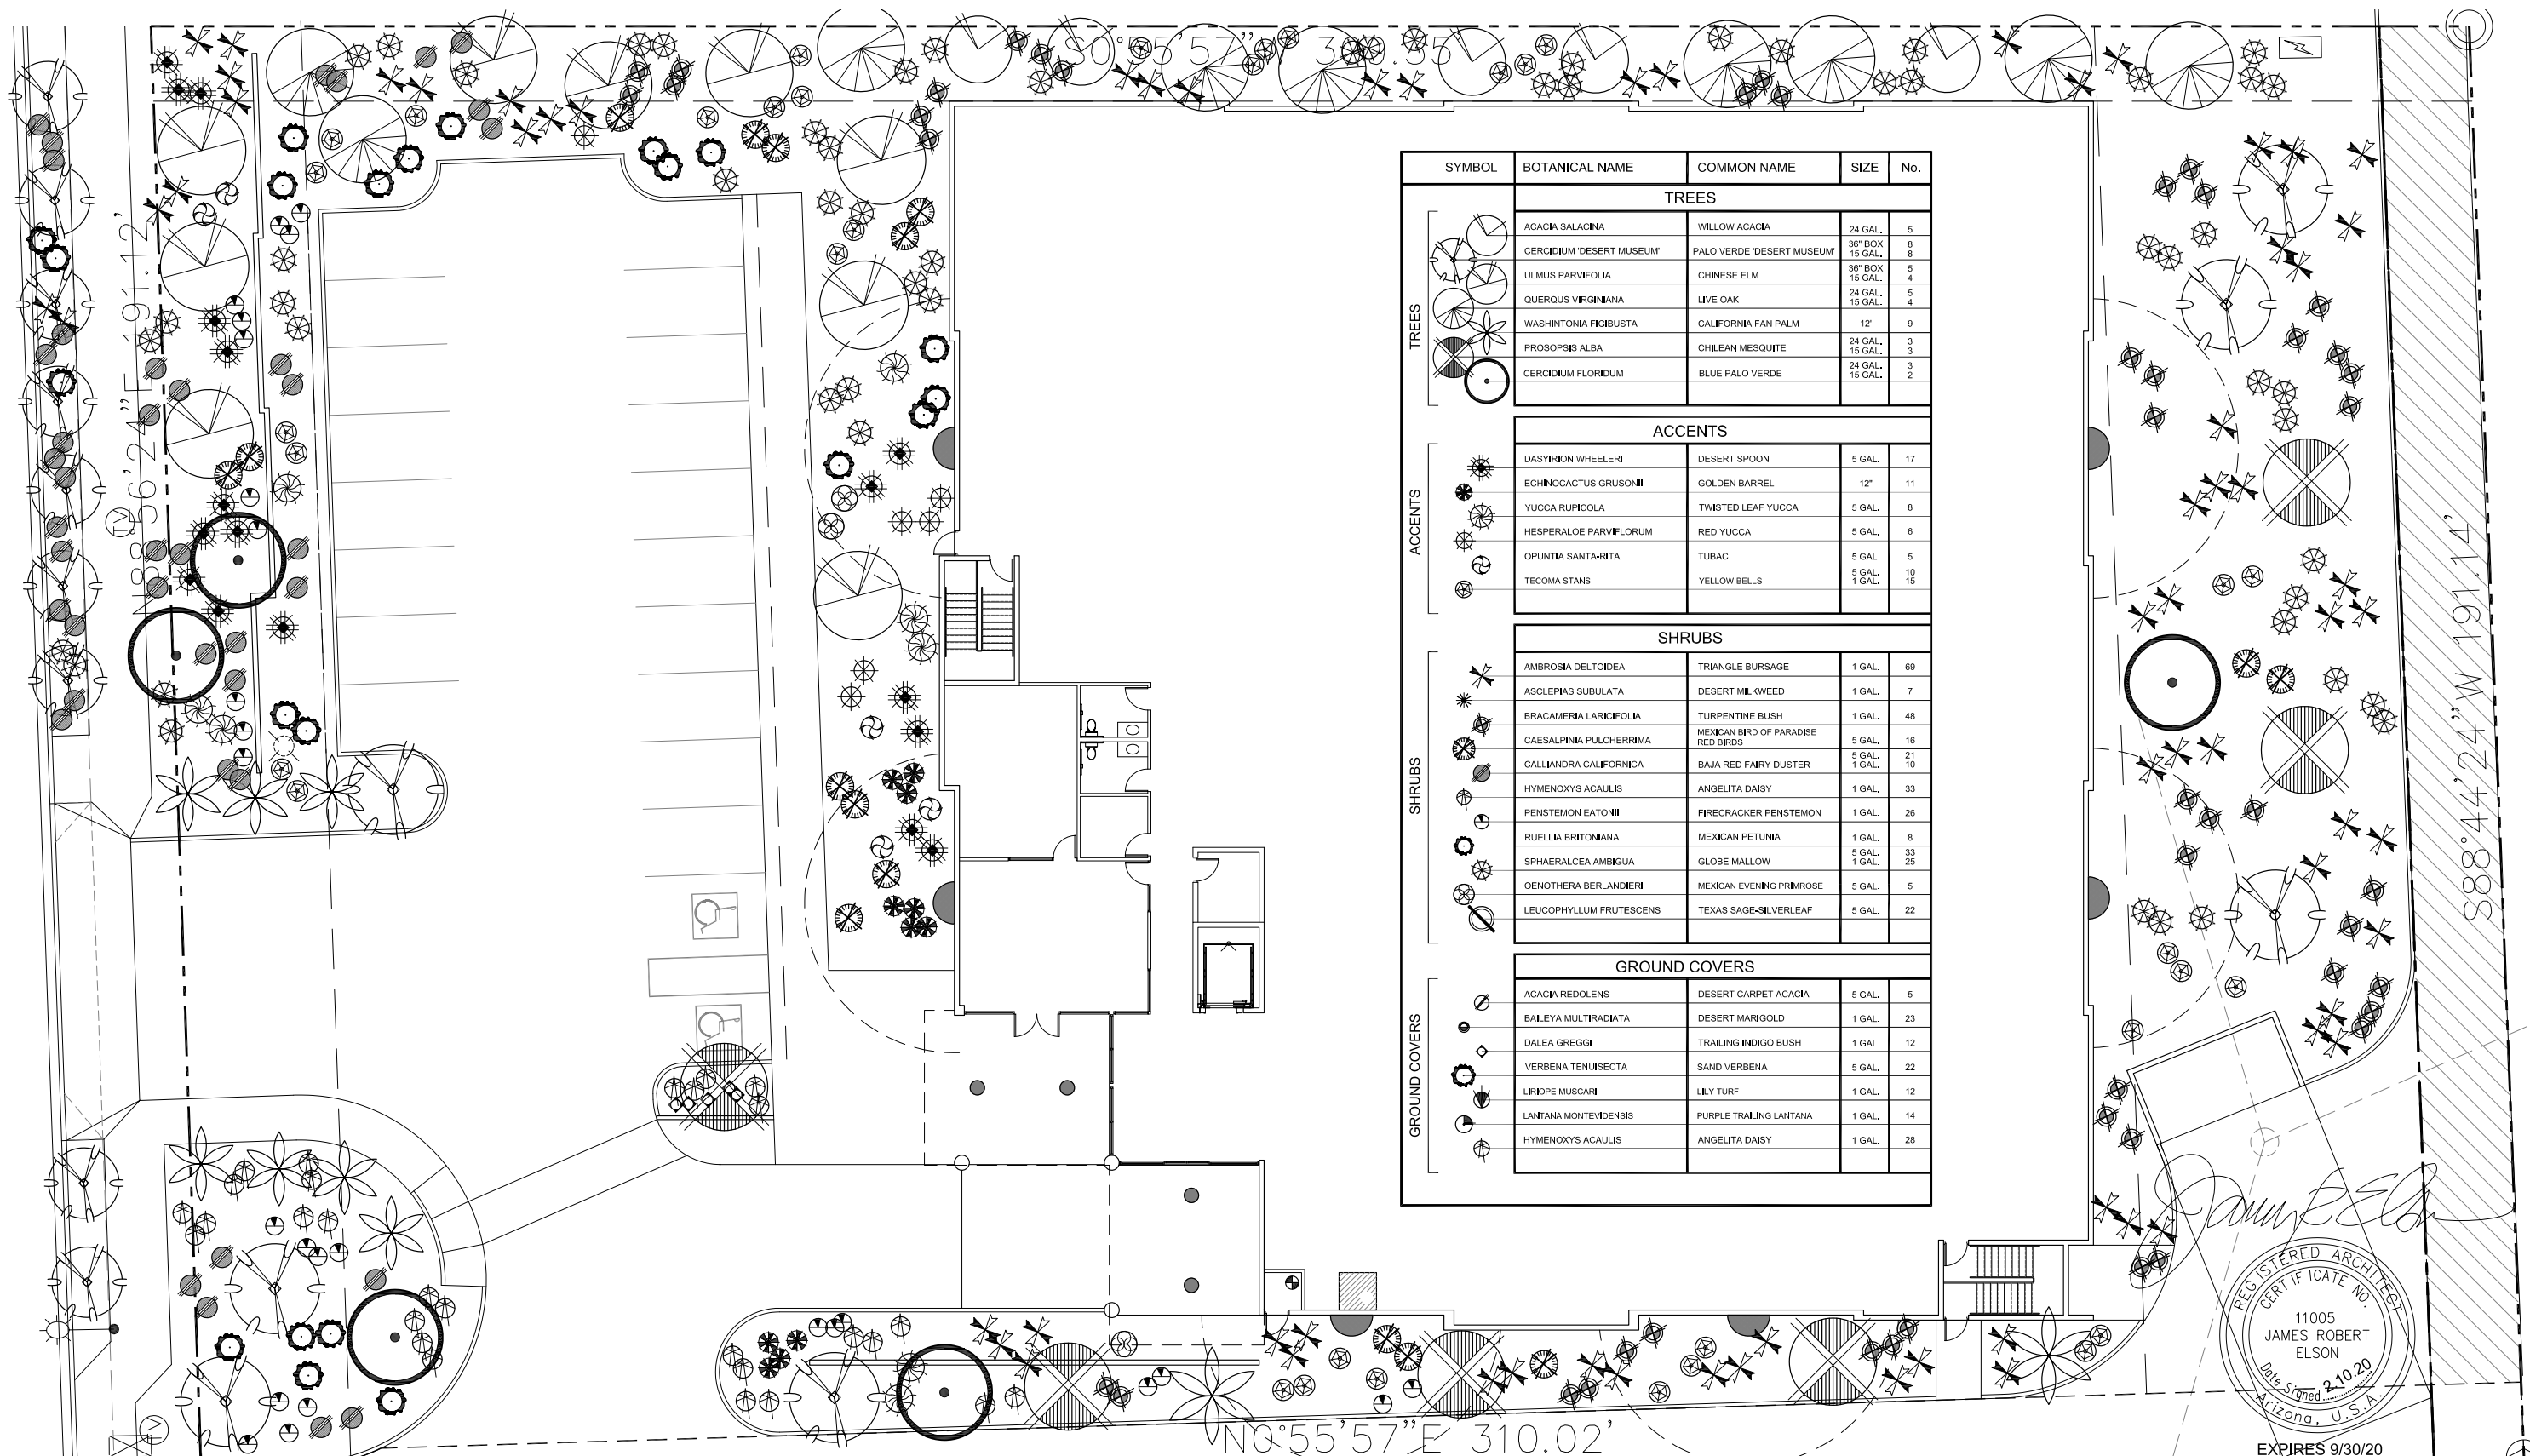 S0°55'57"
N88°56'24"E 191.12'
TV
SYMBOL BOTANICAL NAME COMMON NAME SIZE No.
TREES
TREES
ACACIA SALACINA WILLOW ACACIA 24 GAL. 5
CERCIDIUM 'DESERT MUSEUM' PALO VERDE 'DESERT MUSEUM' 36" BOX 8
15 GAL. 8
ULMUS PARVIFOLIA CHINESE ELM 36" BOX 5
15 GAL. 4
QUERQUS VIRGINIANA LIVE OAK 24 GAL. 5
15 GAL. 4
WASHINTONIA FIGIBUSTA CALIFORNIA FAN PALM 12' 9
PROSOPSIS ALBA CHILEAN MESQUITE 24 GAL. 3
15 GAL. 3
CERCIDIUM FLORIDUM BLUE PALO VERDE 24 GAL. 3
15 GAL. 2
ACCENTS
ACCENTS
DASYIRION WHEELERI DESERT SPOON 5 GAL. 17
ECHINOCACTUS GRUSONII GOLDEN BARREL 12" 11
YUCCA RUPICOLA TWISTED LEAF YUCCA 5 GAL. 8
HESPERALOE PARVIFLORUM RED YUCCA 5 GAL. 6
OPUNTIA SANTA-RITA TUBAC 5 GAL. 5
TECOMA STANS YELLOW BELLS 5 GAL. 10
1 GAL. 15
SHRUBS
SHRUBS
AMBROSIA DELTOIDEA TRIANGLE BURSAGE 1 GAL. 69
ASCLEPIAS SUBULATA DESERT MILKWEED 1 GAL. 7
BRACAMERIA LARICIFOLIA TURPENTINE BUSH 1 GAL. 48
CAESALPINIA PULCHERRIMA MEXICAN BIRD OF PARADISE
RED BIRDS 5 GAL. 16
CALLIANDRA CALIFORNICA BAJA RED FAIRY DUSTER 5 GAL. 21
1 GAL. 10
HYMENOXYS ACAULIS ANGELITA DAISY 1 GAL. 33
PENSTEMON EATONII FIRECRACKER PENSTEMON 1 GAL. 26
RUELLIA BRITONIANA MEXICAN PETUNIA 1 GAL. 8
SPHAERALCEA AMBIGUA GLOBE MALLOW 5 GAL. 33
1 GAL. 25
OENOTHERA BERLANDIERI MEXICAN EVENING PRIMROSE 5 GAL. 5
LEUCOPHYLLUM FRUTESCENS TEXAS SAGE-SILVERLEAF 5 GAL. 22
GROUND COVERS
GROUND COVERS
ACACIA REDOLENS DESERT CARPET ACACIA 5 GAL. 5
BAILEYA MULTIRADIATA DESERT MARIGOLD 1 GAL. 23
DALEA GREGGI TRAILING INDIGO BUSH 1 GAL. 12
VERBENA TENUISECTA SAND VERBENA 5 GAL. 22
LIRIOPE MUSCARI LILY TURF 1 GAL. 12
LANTANA MONTEVIDENSIS PURPLE TRAILING LANTANA 1 GAL. 14
HYMENOXYS ACAULIS ANGELITA DAISY 1 GAL. 28
S88°44'24"W 191.14'
N0°55'57"E 310.02'
REGISTERED ARCHITECT
CERTIFICATE NO.
11005
JAMES ROBERT
ELSON
Date Signed 2.10.20
Arizona, U.S.A.
EXPIRES 9/30/20